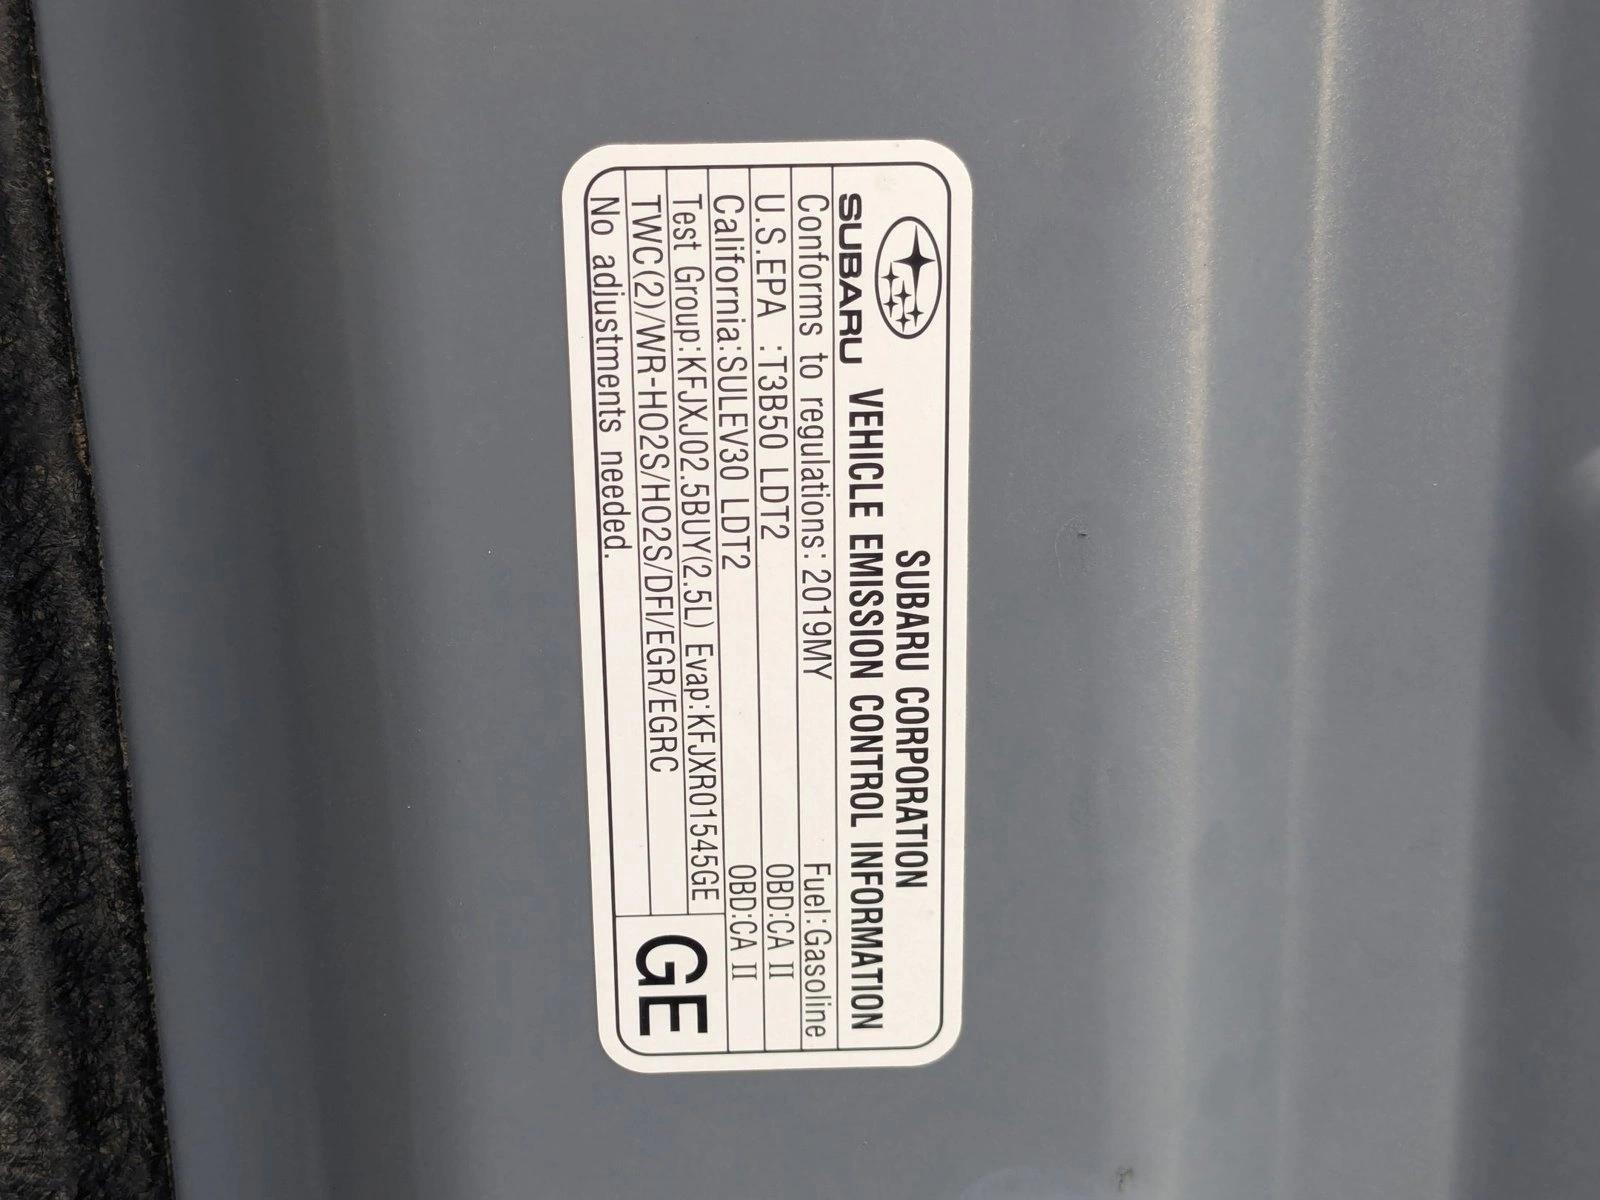 SUBARU CORPORATION
SUBARU VEHICLE EMISSION CONTROL INFORMATION
Conforms to regulations: 2019MY Fuel:Gasoline
U.S.EPA :T3B50 LDT2 OBD:CA II
California:SULEV30 LDT2 OBD:CA II
Test Group:KFJXJ02.5BUY(2.5L) Evap:KFJXR01545GE
TWC(2)/WR-HO2S/HO2S/DFI/EGR/EGRC
No adjustments needed.
GE